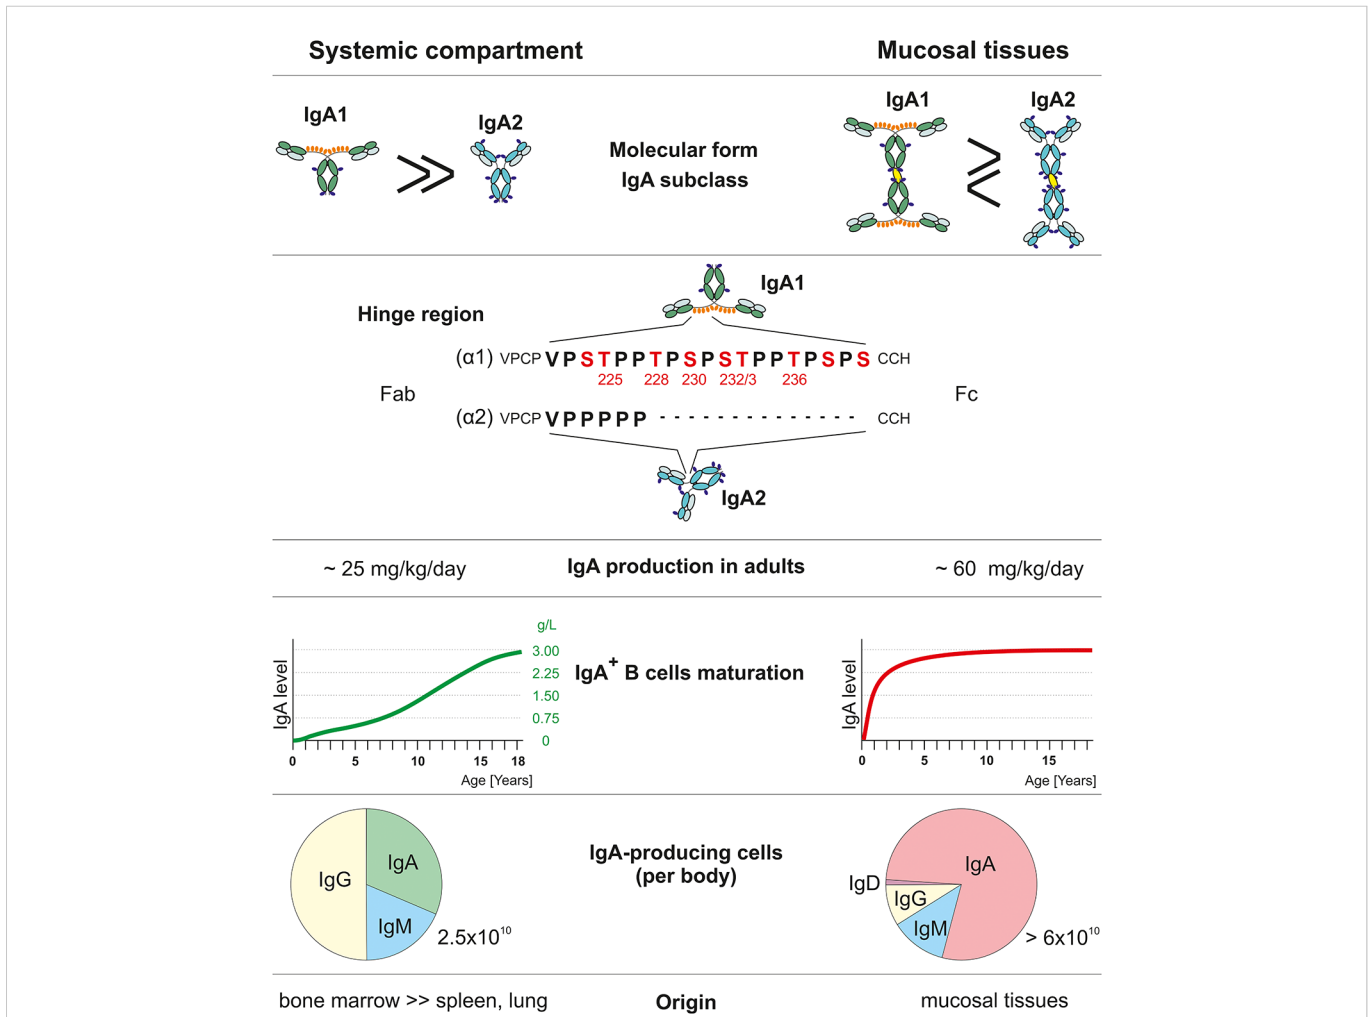 Systemic compartment
Mucosal tissues
IgA1
IgA2
Molecular form
IgA subclass
IgA1
IgA2
IgA1
Hinge region
(α1) VPCP VPSTPPTPSPSTPPTPSPS CCH
225 228 230 232/3 236
Fab
Fc
(α2) VPCP VPPPPP - - - - - - - - - - - - - CCH
IgA2
~ 25 mg/kg/day
IgA production in adults
~ 60 mg/kg/day
g/L
3.00
2.25
1.50
0.75
0
IgA level
0 5 10 15 18
Age [Years]
IgA+ B cells maturation
IgA level
0 5 10 15
Age [Years]
IgG
IgA
IgM
2.5x10¹⁰
IgA-producing cells
(per body)
IgA
IgD
IgG
IgM
> 6x10¹⁰
bone marrow >> spleen, lung
Origin
mucosal tissues